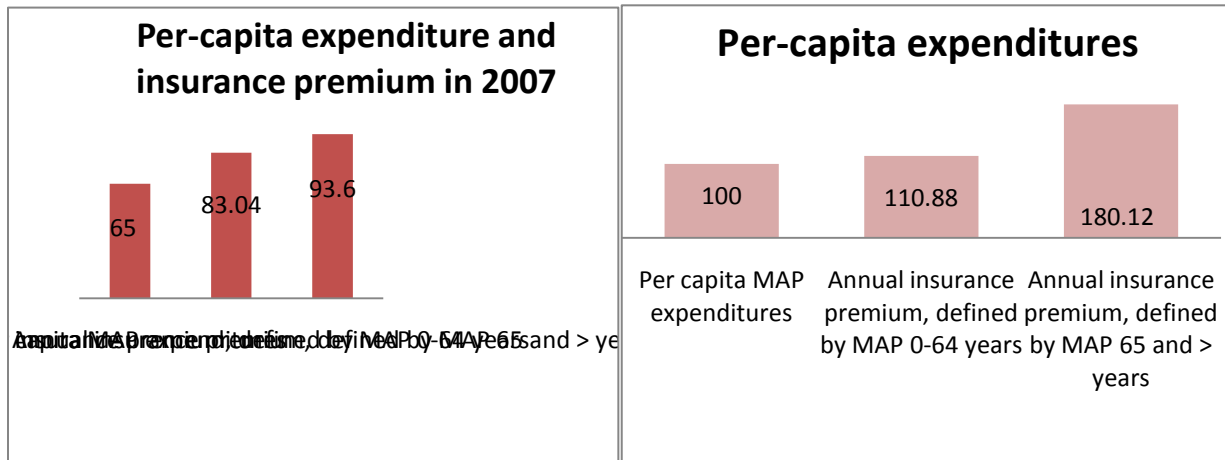 Per-capita expenditure and
insurance premium in 2007
65
83.04
93.6
Per-capita expenditures
100
110.88
180.12
Per capita MAP
expenditures
Annual insurance
premium, defined
by MAP 0-64 years
Annual insurance
premium, defined
by MAP 65 and >
years